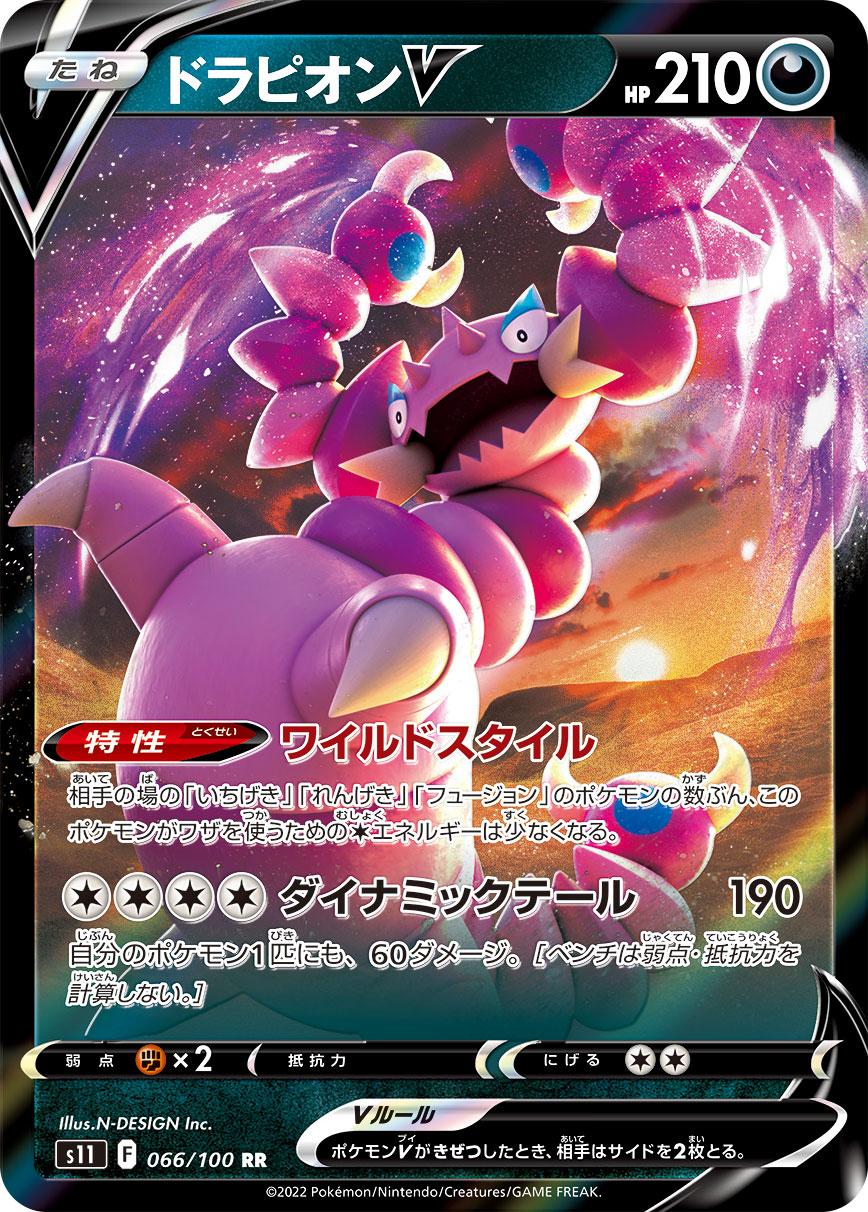 たね ドラピオンV HP 210
特性 とくせい ワイルドスタイル
相手の場の「いちげき」「れんげき」「フュージョン」のポケモンの数ぶん、この
ポケモンがワザを使うための エネルギーは少なくなる。
ダイナミックテール 190
自分のポケモン1匹にも、60ダメージ。[ベンチは弱点・抵抗力を
計算しない。]
弱点 ×2 抵抗力 にげる
Illus.N-DESIGN Inc.
Vルール
ポケモンVがきぜつしたとき、相手はサイドを2枚とる。
s11 F 066/100 RR
©2022 Pokémon/Nintendo/Creatures/GAME FREAK.